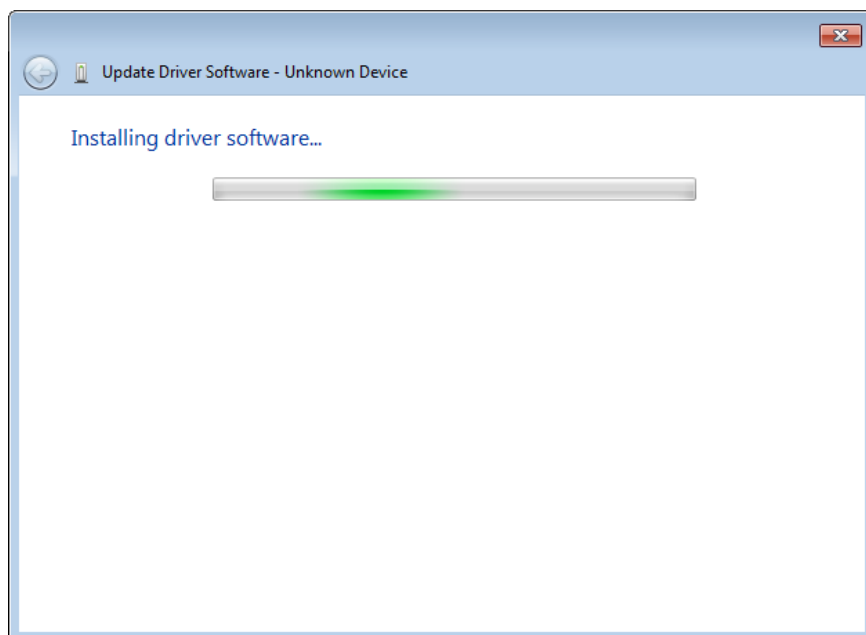 Update Driver Software - Unknown Device
Installing driver software...